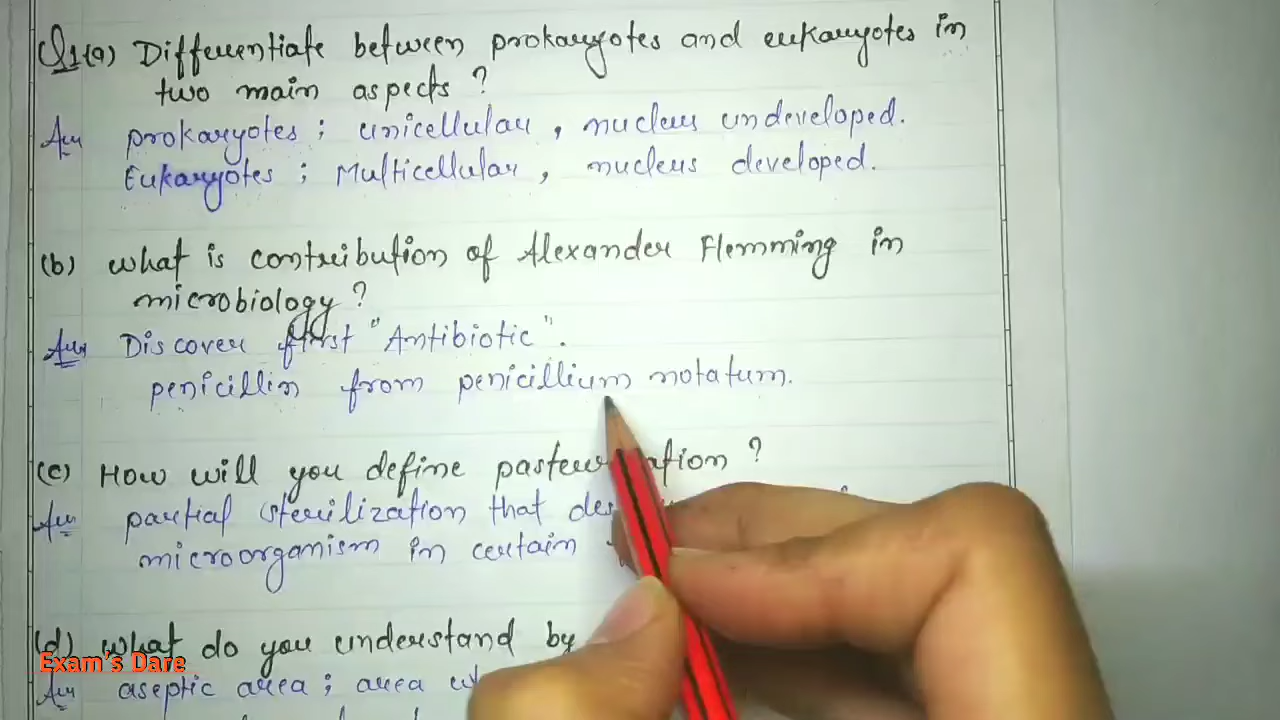 Q1(a) Differentiate between prokaryotes and eukaryotes in
two main aspects ?
Ans prokaryotes ; unicellular , nucleus undeveloped.
Eukaryotes ; Multicellular , nucleus developed.
(b) what is contribution of Alexander Flemming in
microbiology ?
Ans Discover first "Antibiotic".
penicillin from penicillium notatum.
(c) How will you define ?
Ans partial sterilization that
microorganism in certain
(d) what do you understand by
Exam's Dare
Ans aseptic area ; area